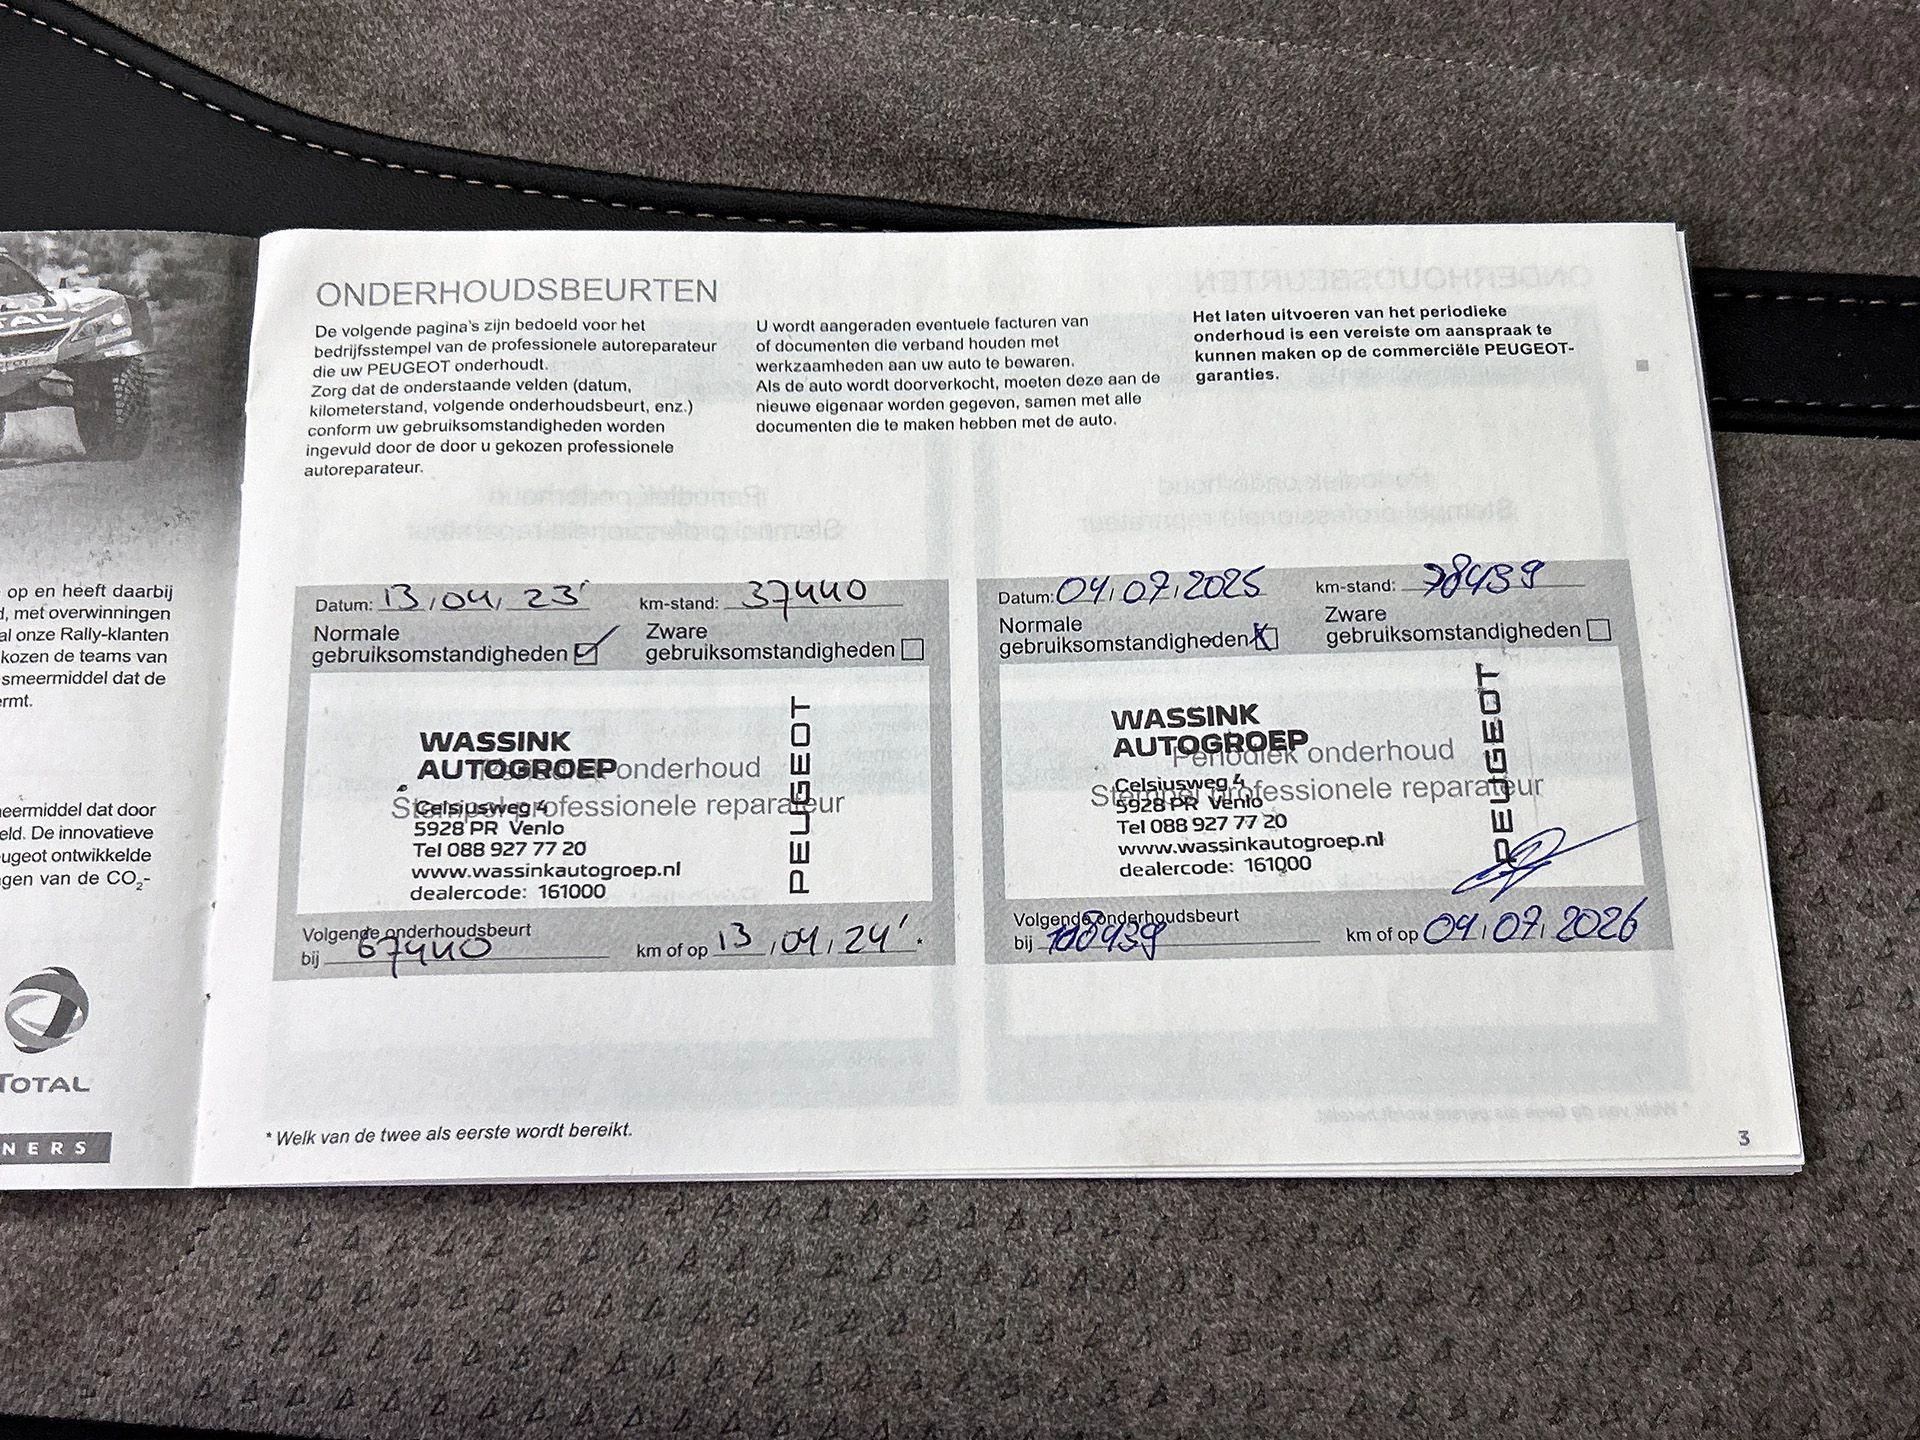 op en heeft daarbij
d, met overwinningen
al onze Rally-klanten
kozen de teams van
smeermiddel dat de
ermt.
neermiddel dat door
eld. De innovatieve
ugeot ontwikkelde
gen van de CO2-
TOTAL
NERS
ONDERHOUDSBEURTEN
De volgende pagina's zijn bedoeld voor het
bedrijfsstempel van de professionele autoreparateur
die uw PEUGEOT onderhoudt.
Zorg dat de onderstaande velden (datum,
kilometerstand, volgende onderhoudsbeurt, enz.)
conform uw gebruiksomstandigheden worden
ingevuld door de door u gekozen professionele
autoreparateur.
U wordt aangeraden eventuele facturen van
of documenten die verband houden met
werkzaamheden aan uw auto te bewaren.
Als de auto wordt doorverkocht, moeten deze aan de
nieuwe eigenaar worden gegeven, samen met alle
documenten die te maken hebben met de auto.
Het laten uitvoeren van het periodieke
onderhoud is een vereiste om aanspraak te
kunnen maken op de commerciële PEUGEOT-
garanties.
Datum: 13,04, 23' km-stand: 37440
Normale
gebruiksomstandigheden
Zware
gebruiksomstandigheden
WASSINK
AUTOGROEP
Periodiek onderhoud
Stempel professionele reparateur
Celsiusweg 4
5928 PR Venlo
Tel 088 927 77 20
www.wassinkautogroep.nl
dealercode: 161000
PEUGEOT
Volgende onderhoudsbeurt
bij 67440 km of op 13,04,24' *
Datum: 04,07,2025 km-stand: 78439
Normale
gebruiksomstandigheden
Zware
gebruiksomstandigheden
WASSINK
AUTOGROEP
Periodiek onderhoud
Stempel professionele reparateur
Celsiusweg 4
5928 PR Venlo
Tel 088 927 77 20
www.wassinkautogroep.nl
dealercode: 161000
PEUGEOT
Volgende onderhoudsbeurt
bij 108439 km of op 04,07,2026
* Welk van de twee als eerste wordt bereikt.
3